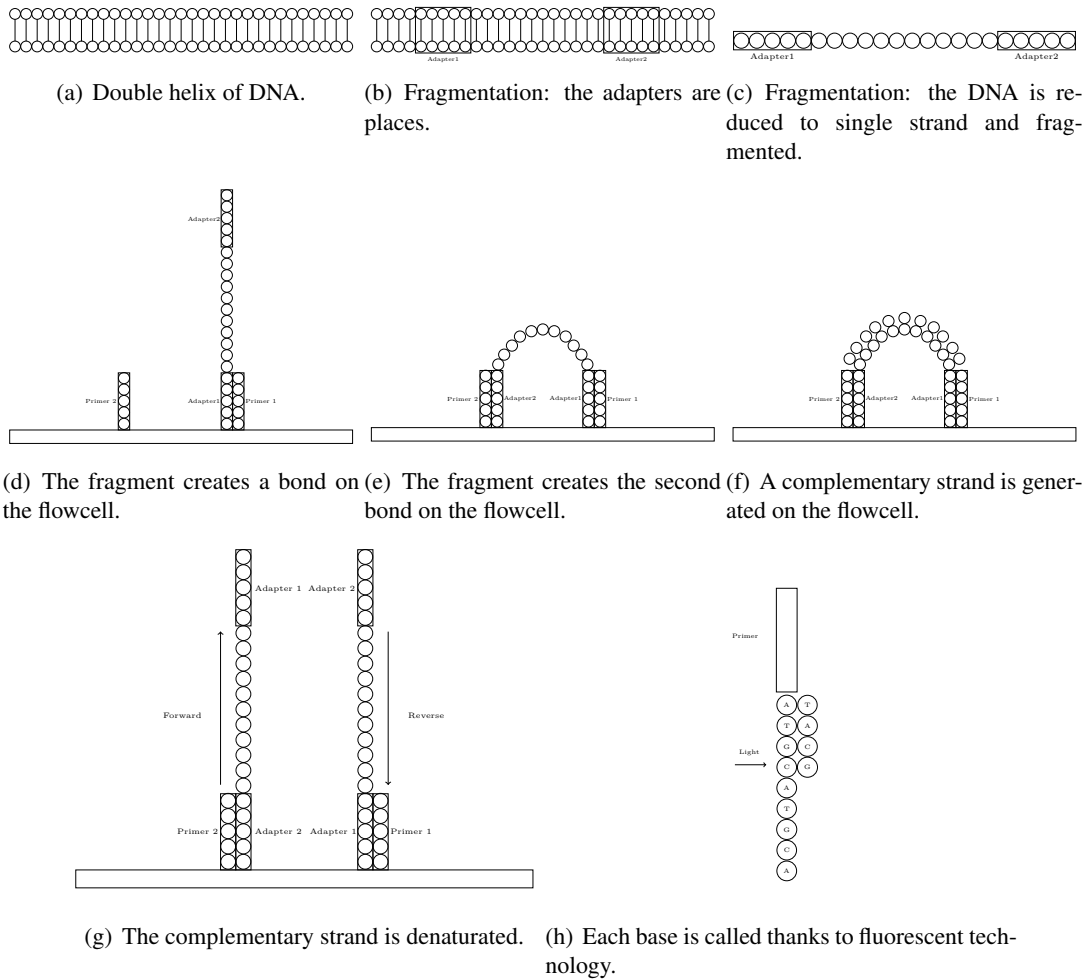 Adapter1 Adapter2
Adapter1 Adapter2
(a) Double helix of DNA.
(b) Fragmentation: the adapters are
places.
(c) Fragmentation: the DNA is re-
duced to single strand and frag-
mented.
Adapter2
Primer 2 Adapter1 Primer 1
Primer 2 Adapter2 Adapter1 Primer 1
Primer 2 Adapter2 Adapter1 Primer 1
(d) The fragment creates a bond on
the flowcell.
(e) The fragment creates the second
bond on the flowcell.
(f) A complementary strand is gener-
ated on the flowcell.
Adapter 1 Adapter 2
Forward Reverse
Primer 2 Adapter 2 Adapter 1 Primer 1
Primer
A T
T A
G C
Light
C G
A
T
G
C
A
(g) The complementary strand is denatured.
(h) Each base is called thanks to fluorescent tech-
nology.